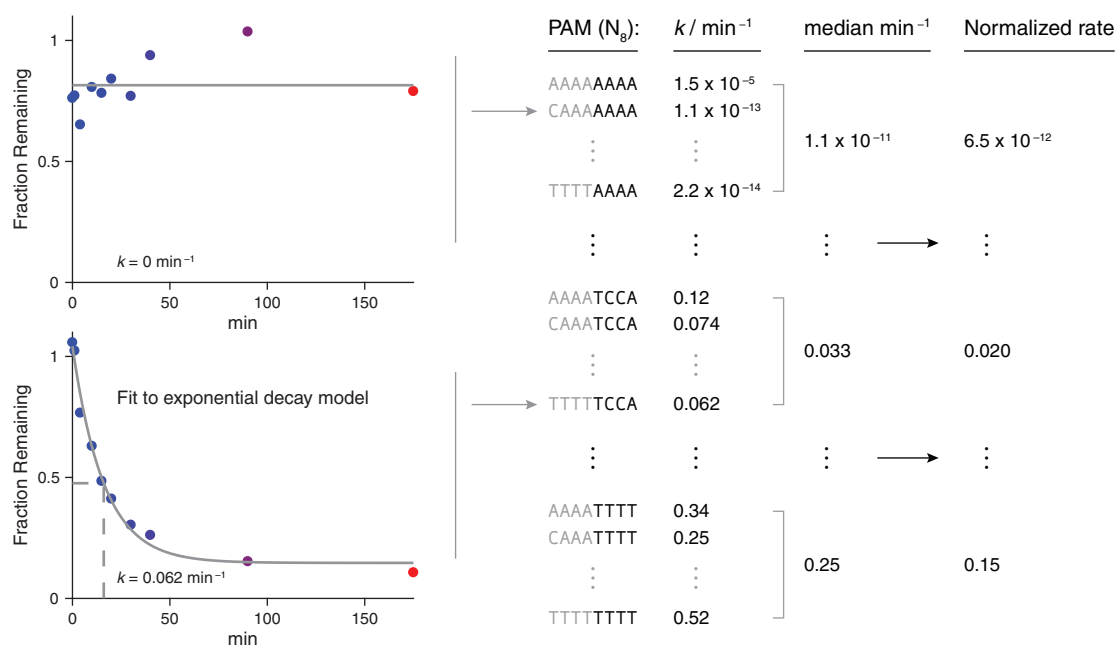 Fraction Remaining
1
0.5
0
k = 0 min⁻¹
0 50 100 150
min
Fraction Remaining
1
0.5
0
Fit to exponential decay model
k = 0.062 min⁻¹
0 50 100 150
min
PAM (N₈): k / min⁻¹ median min⁻¹ Normalized rate
AAAAAAAA 1.5 x 10⁻⁵
CAAAAAAA 1.1 x 10⁻¹³
⋮ ⋮ 1.1 x 10⁻¹¹ 6.5 x 10⁻¹²
TTTTAAAA 2.2 x 10⁻¹⁴
⋮ ⋮ ⋮ ⋮
AAAATCCA 0.12
CAAATCCA 0.074
⋮ ⋮ 0.033 0.020
TTTTTCCA 0.062
⋮ ⋮ ⋮ ⋮
AAAATTTT 0.34
CAAATTTT 0.25
⋮ ⋮ 0.25 0.15
TTTTTTTT 0.52